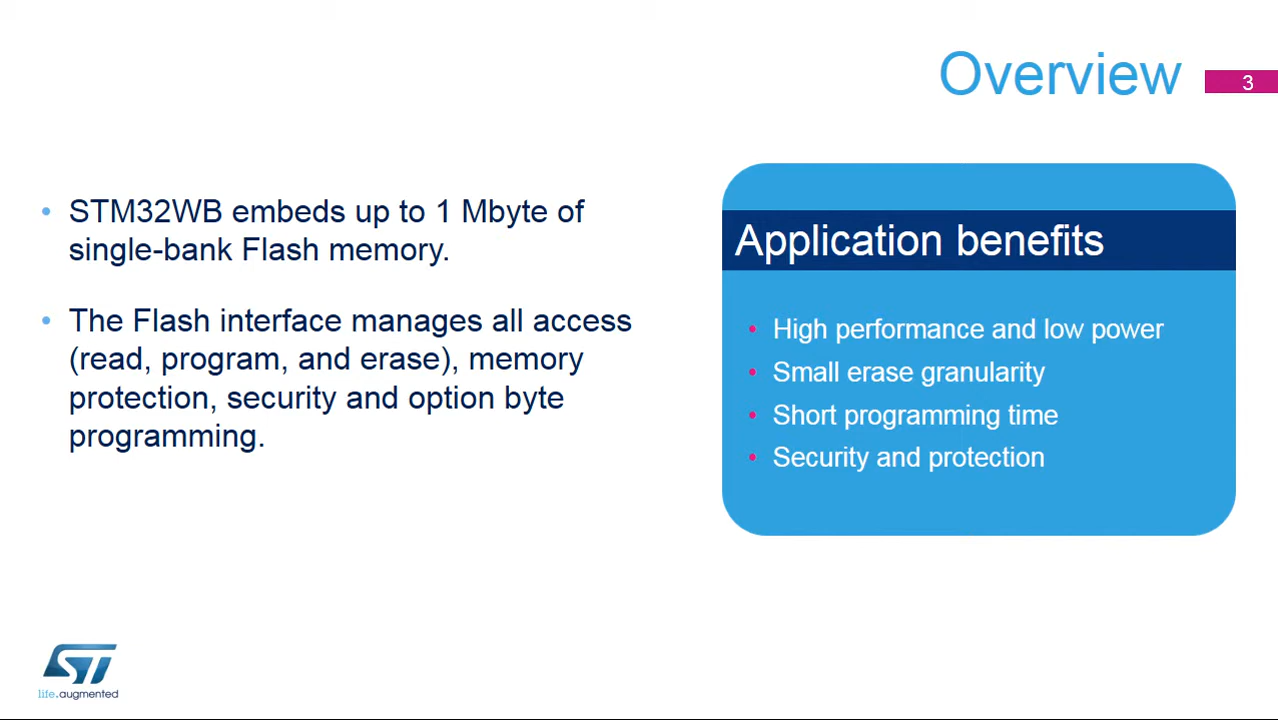 Overview
3
• STM32WB embeds up to 1 Mbyte of
single-bank Flash memory.
• The Flash interface manages all access
(read, program, and erase), memory
protection, security and option byte
programming.
Application benefits
• High performance and low power
• Small erase granularity
• Short programming time
• Security and protection
ST
life.augmented